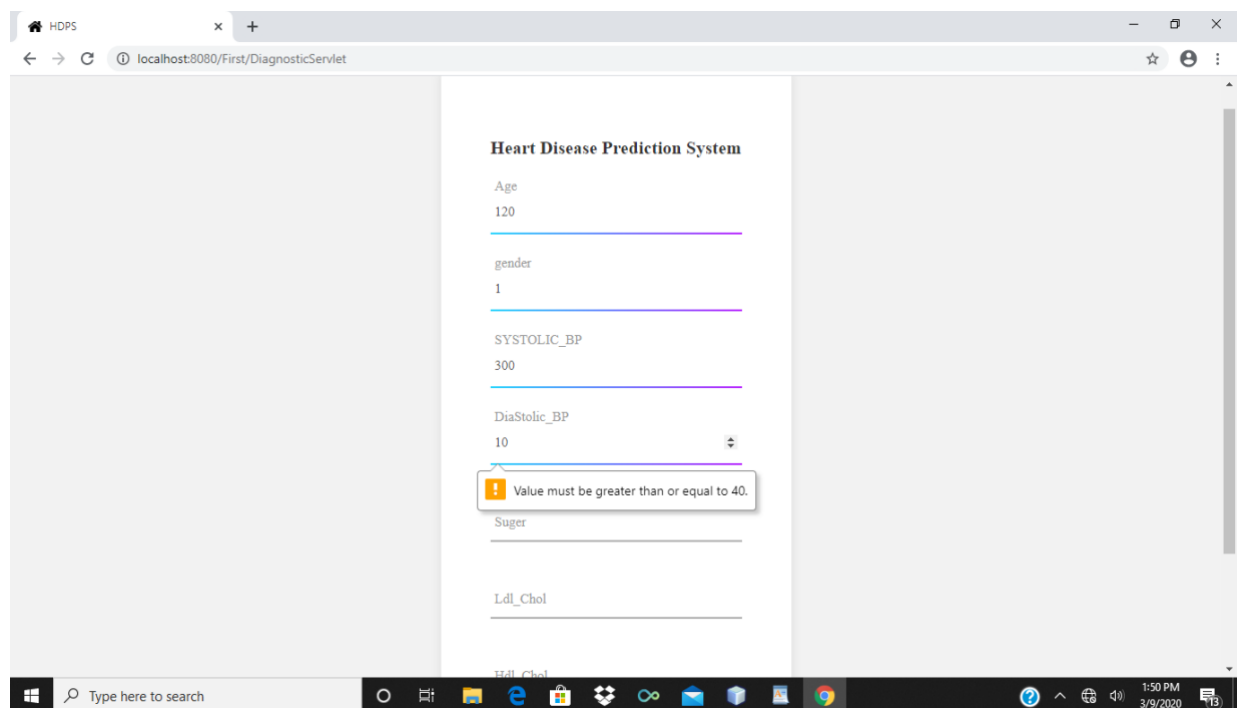 HDPS
localhost:8080/First/DiagnosticServlet
Heart Disease Prediction System
Age
120
gender
1
SYSTOLIC_BP
300
DiaStolic_BP
10
Value must be greater than or equal to 40.
Suger
Ldl_Chol
Hdl_Chol
Type here to search
1:50 PM
3/9/2020
13